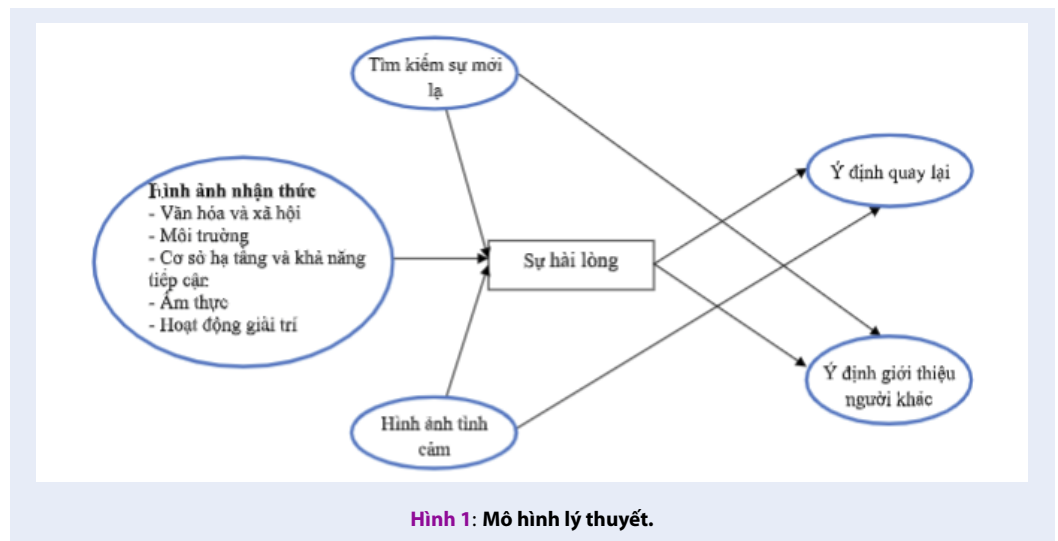 Tìm kiếm sự mới
lạ
Hình ảnh nhận thức
- Văn hóa và xã hội
- Môi trường
- Cơ sở hạ tầng và khả năng
tiếp cận
- Ẩm thực
- Hoạt động giải trí
Sự hài lòng
Ý định quay lại
Ý định giới thiệu
người khác
Hình ảnh tình
cảm
Hình 1: Mô hình lý thuyết.